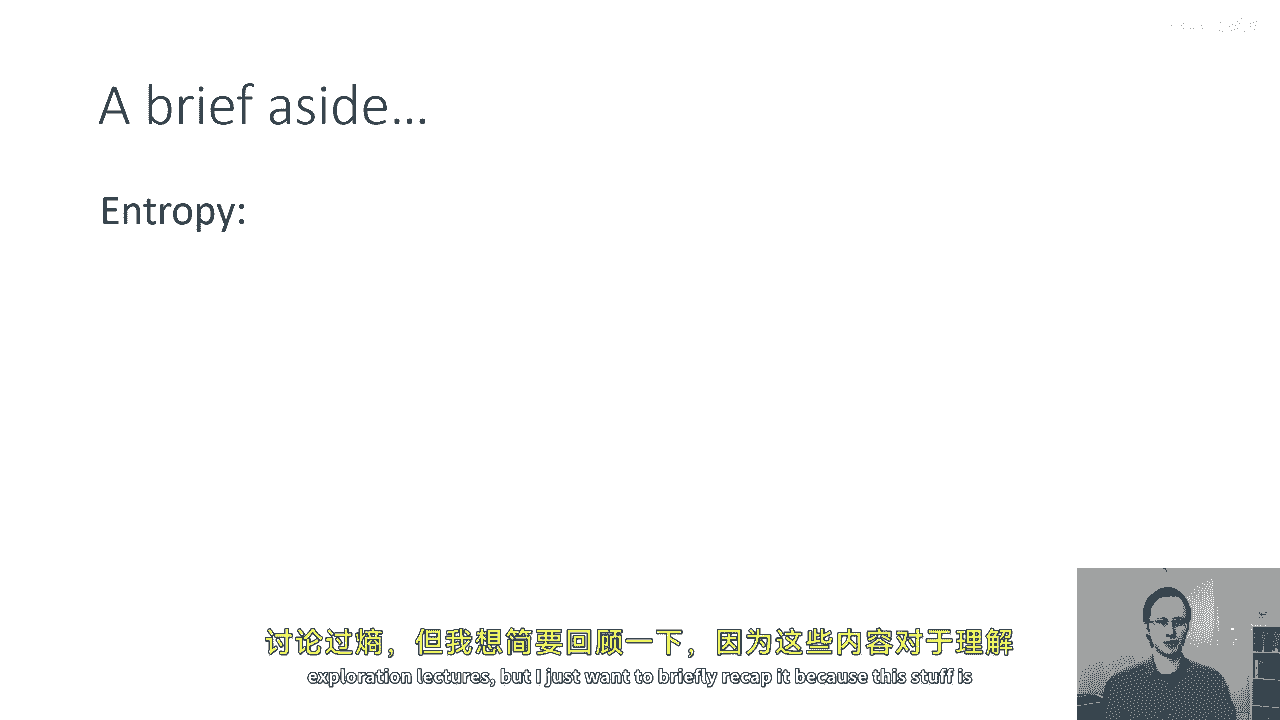 A brief aside...
Entropy:
讨论过熵，但我想简要回顾一下，因为这些内容对于理解
exploration lectures, but I just want to briefly recap it because this stuff is